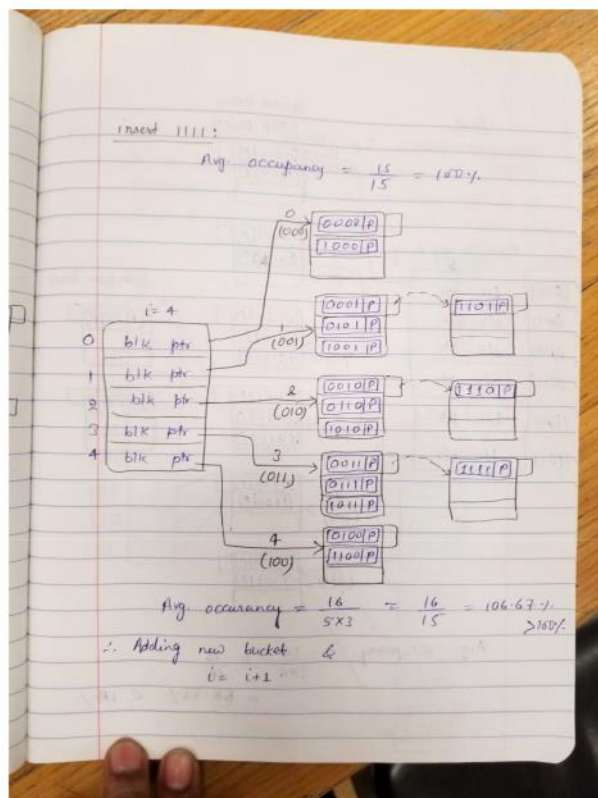 insert 1111:
Avg. occupancy = 15/15 = 100%
0
(000)
0000 P
1000 P
i = 4
0001 P
0101 P
1001 P
1101 P
1
(001)
0 blk ptr
1 blk ptr
2 blk ptr
3 blk ptr
4 blk ptr
2
(010)
0010 P
0110 P
1010 P
1110 P
3
(011)
0011 P
0111 P
1011 P
1111 P
4
(100)
0100 P
1100 P
Avg. occurancy = 16/5×3 = 16/15 = 106.67%
>100%
∴ Adding new bucket &
i = i+1